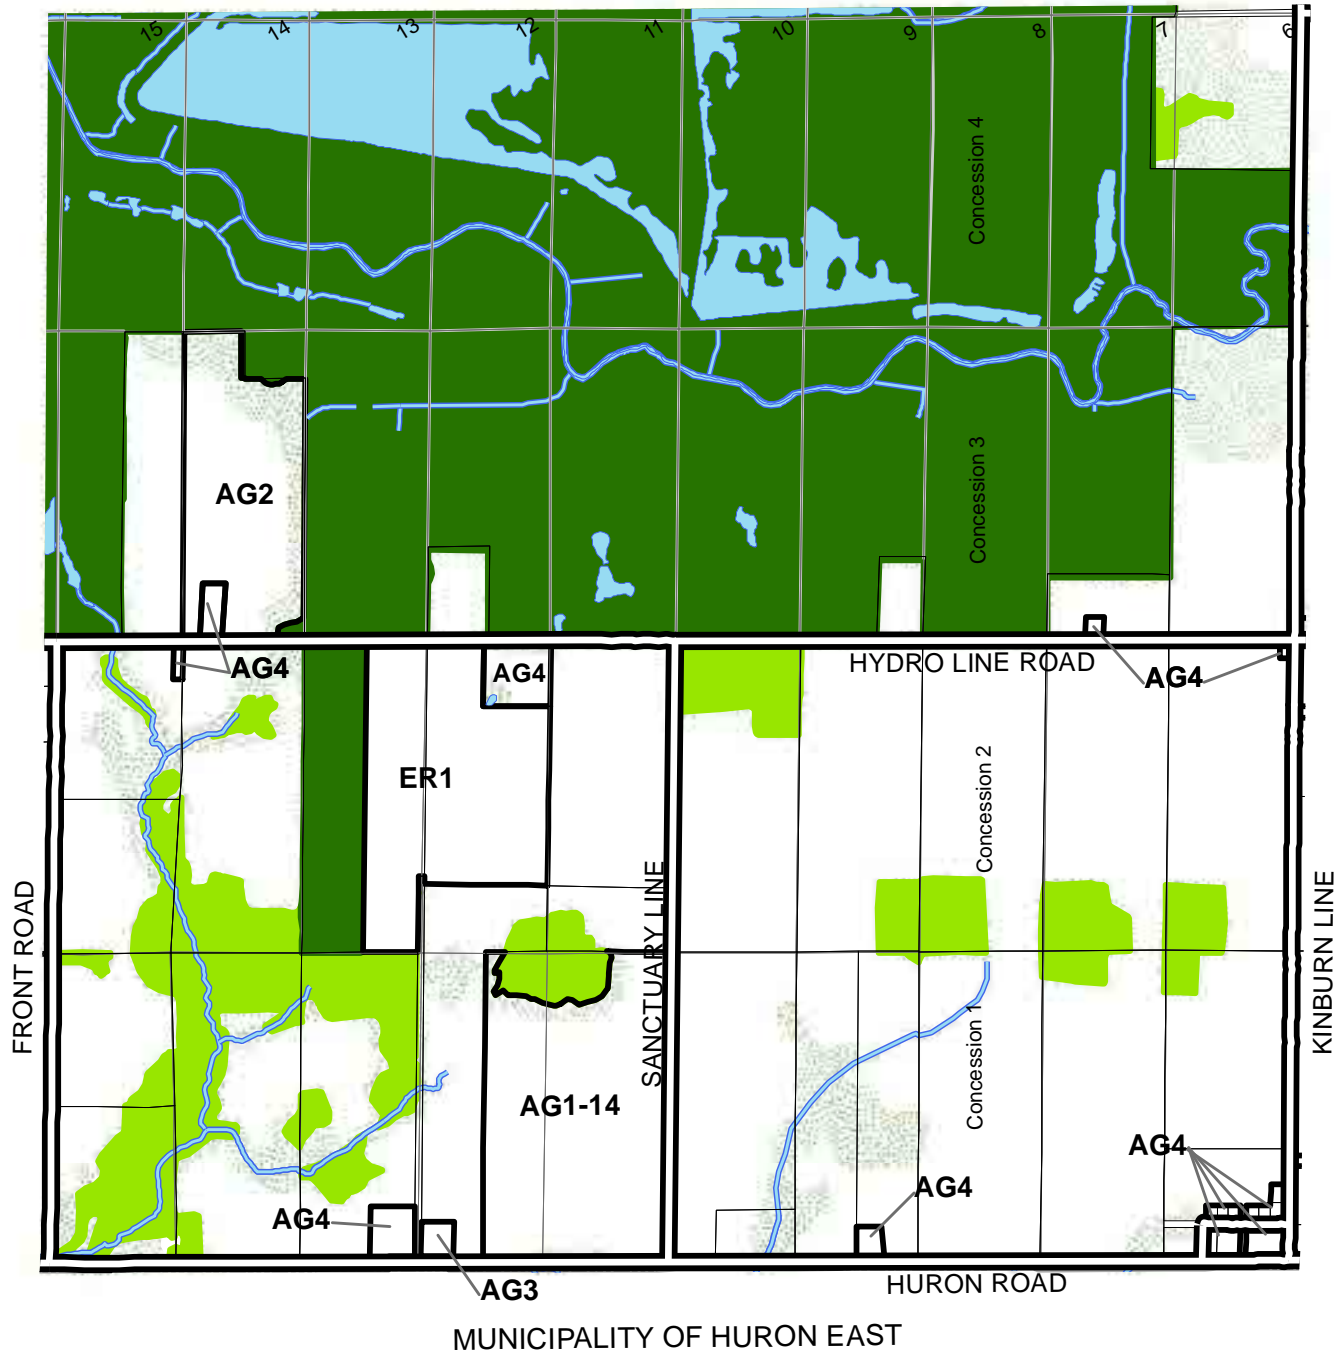 15 14 13 12 11 10 9 8 7 6
Concession 4
Concession 3
AG2
AG4
AG4
HYDRO LINE ROAD
AG4
ER1
Concession 2
FRONT ROAD
SANCTUARY LINE
KINBURN LINE
Concession 1
AG1-14
AG4
AG4
AG4
AG3
HURON ROAD
MUNICIPALITY OF HURON EAST